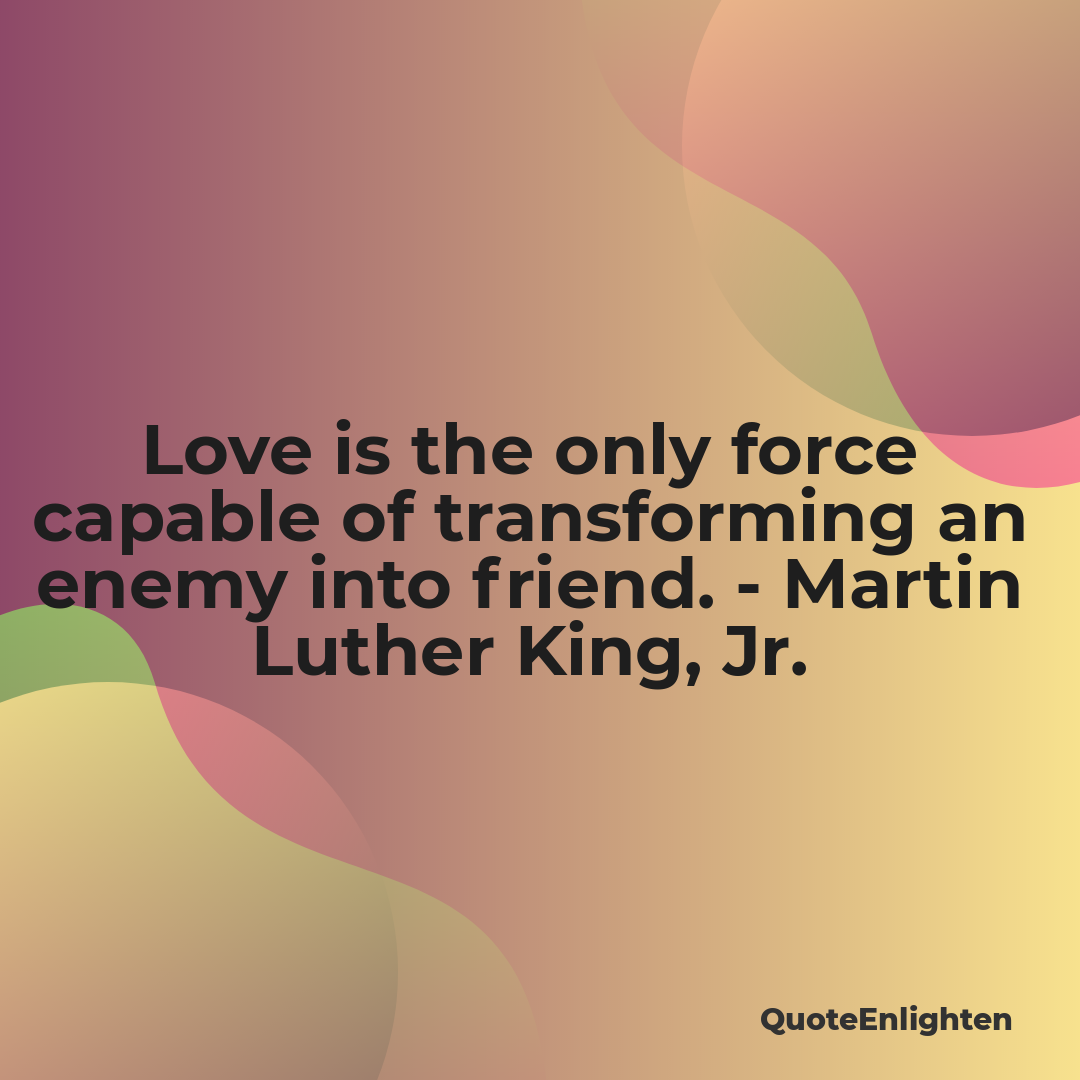 Love is the only force
capable of transforming an
enemy into friend. - Martin
Luther King, Jr.
QuoteEnlighten